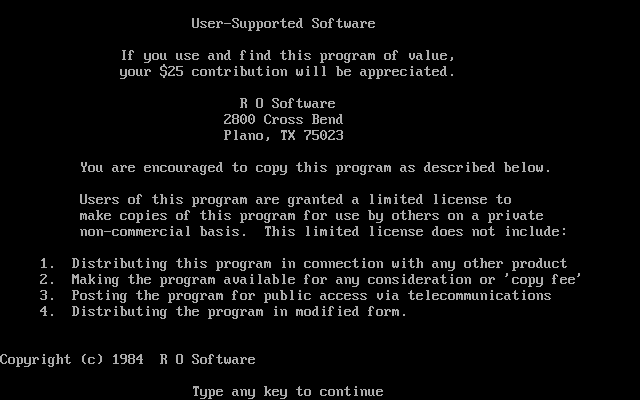 User-Supported Software
If you use and find this program of value,
your $25 contribution will be appreciated.
R O Software
2800 Cross Bend
Plano, TX 75023
You are encouraged to copy this program as described below.
Users of this program are granted a limited license to
make copies of this program for use by others on a private
non-commercial basis.  This limited license does not include:
1.  Distributing this program in connection with any other product
2.  Making the program available for any consideration or 'copy fee'
3.  Posting the program for public access via telecommunications
4.  Distributing the program in modified form.
Copyright (c) 1984  R O Software
Type any key to continue